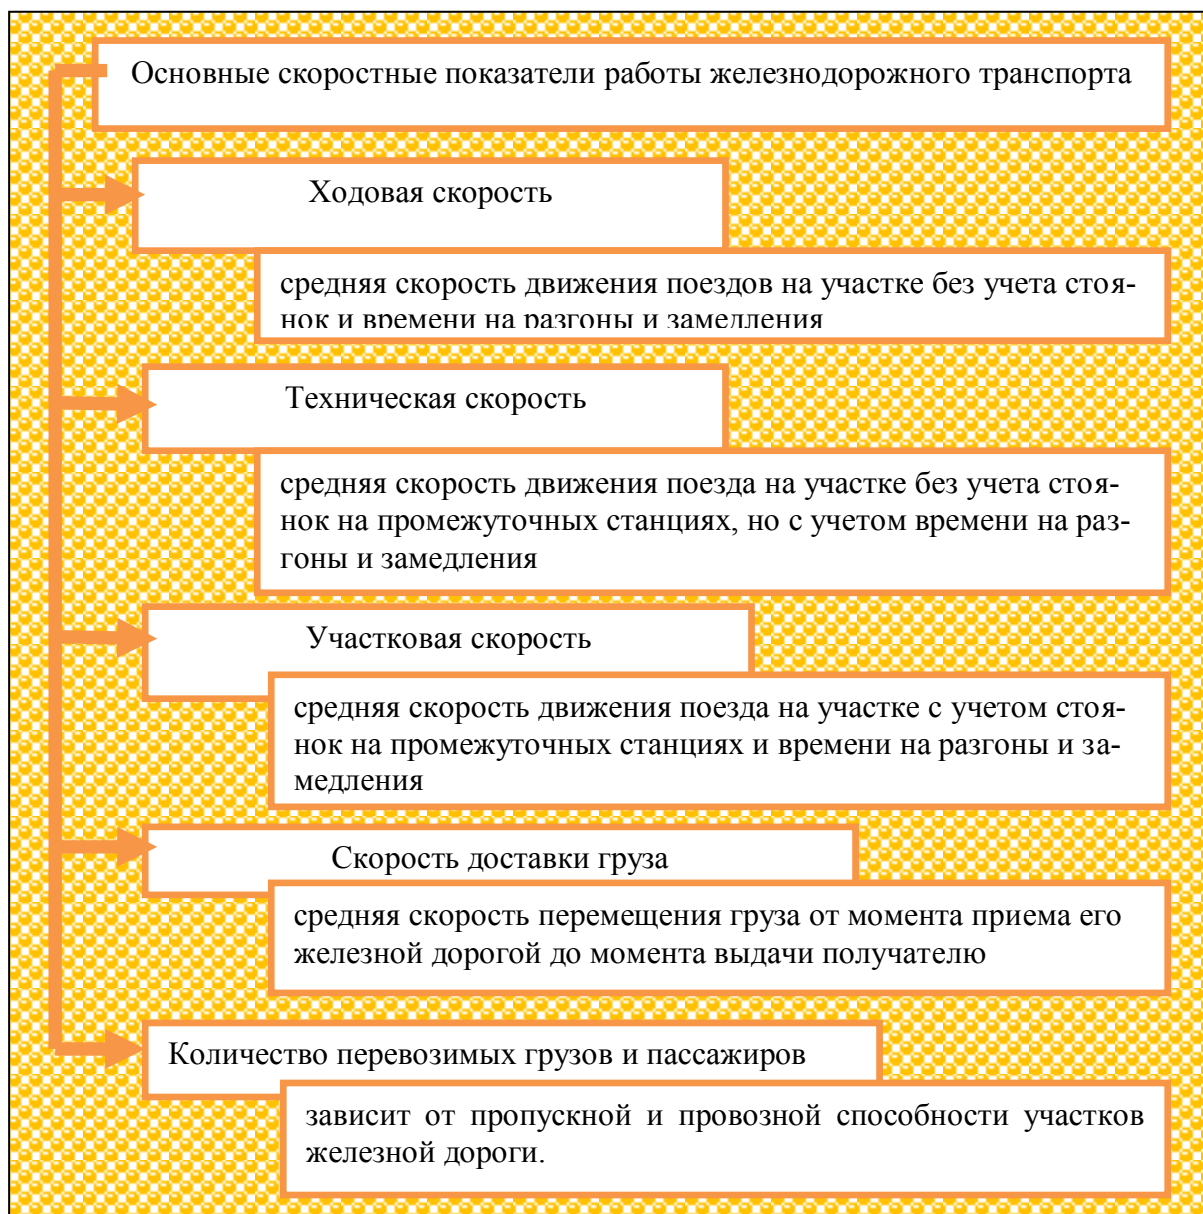 Основные скоростные показатели работы железнодорожного транспорта
Ходовая скорость
средняя скорость движения поездов на участке без учета стоя-
нок и времени на разгоны и замедления
Техническая скорость
средняя скорость движения поезда на участке без учета стоя-
нок на промежуточных станциях, но с учетом времени на раз-
гоны и замедления
Участковая скорость
средняя скорость движения поезда на участке с учетом стоя-
нок на промежуточных станциях и времени на разгоны и за-
медления
Скорость доставки груза
средняя скорость перемещения груза от момента приема его
железной дорогой до момента выдачи получателю
Количество перевозимых грузов и пассажиров
зависит от пропускной и провозной способности участков
железной дороги.